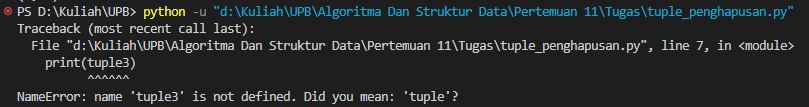 PS D:\Kuliah\UPB> python -u "d:\Kuliah\UPB\Algoritma Dan Struktur Data\Pertemuan 11\Tugas\tuple_penghapusan.py"
Traceback (most recent call last):
  File "d:\Kuliah\UPB\Algoritma Dan Struktur Data\Pertemuan 11\Tugas\tuple_penghapusan.py", line 7, in <module>
    print(tuple3)
          ^^^^^^
NameError: name 'tuple3' is not defined. Did you mean: 'tuple'?